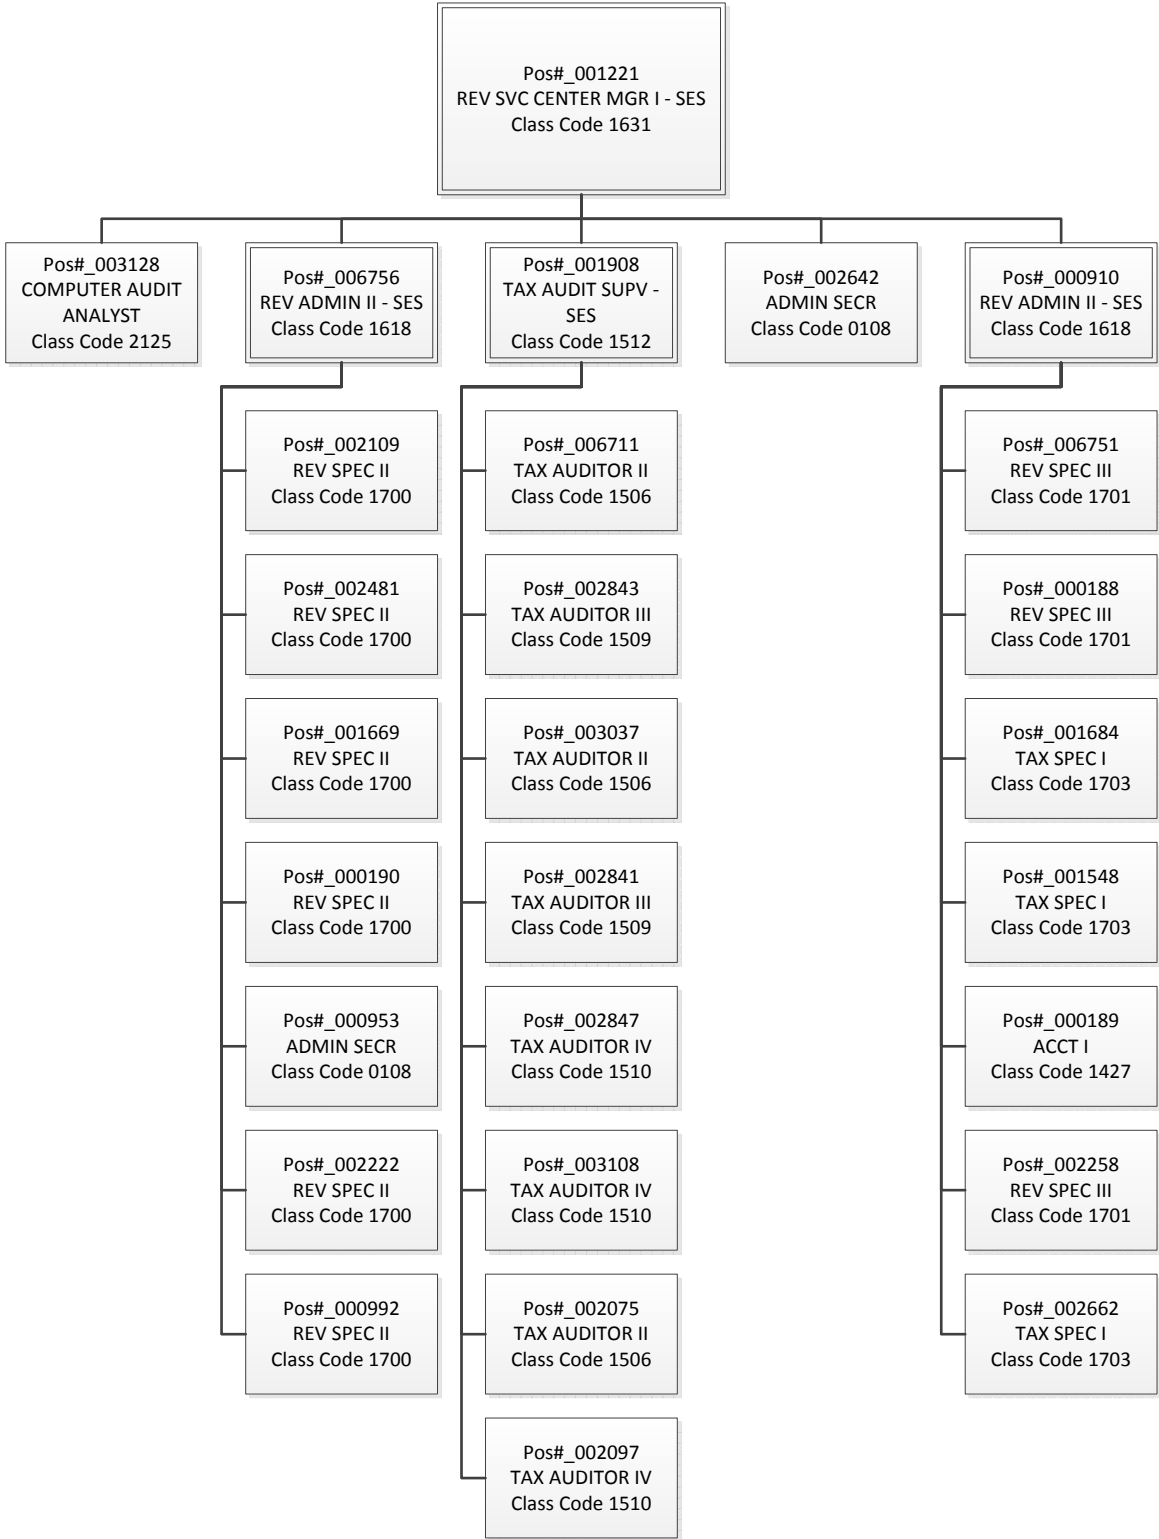 Pos#_001221
REV SVC CENTER MGR I - SES
Class Code 1631
Pos#_003128
COMPUTER AUDIT
ANALYST
Class Code 2125
Pos#_006756
REV ADMIN II - SES
Class Code 1618
Pos#_001908
TAX AUDIT SUPV -
SES
Class Code 1512
Pos#_002642
ADMIN SECR
Class Code 0108
Pos#_000910
REV ADMIN II - SES
Class Code 1618
Pos#_002109
REV SPEC II
Class Code 1700
Pos#_002481
REV SPEC II
Class Code 1700
Pos#_001669
REV SPEC II
Class Code 1700
Pos#_000190
REV SPEC II
Class Code 1700
Pos#_000953
ADMIN SECR
Class Code 0108
Pos#_002222
REV SPEC II
Class Code 1700
Pos#_000992
REV SPEC II
Class Code 1700
Pos#_006711
TAX AUDITOR II
Class Code 1506
Pos#_002843
TAX AUDITOR III
Class Code 1509
Pos#_003037
TAX AUDITOR II
Class Code 1506
Pos#_002841
TAX AUDITOR III
Class Code 1509
Pos#_002847
TAX AUDITOR IV
Class Code 1510
Pos#_003108
TAX AUDITOR IV
Class Code 1510
Pos#_002075
TAX AUDITOR II
Class Code 1506
Pos#_002097
TAX AUDITOR IV
Class Code 1510
Pos#_006751
REV SPEC III
Class Code 1701
Pos#_000188
REV SPEC III
Class Code 1701
Pos#_001684
TAX SPEC I
Class Code 1703
Pos#_001548
TAX SPEC I
Class Code 1703
Pos#_000189
ACCT I
Class Code 1427
Pos#_002258
REV SPEC III
Class Code 1701
Pos#_002662
TAX SPEC I
Class Code 1703